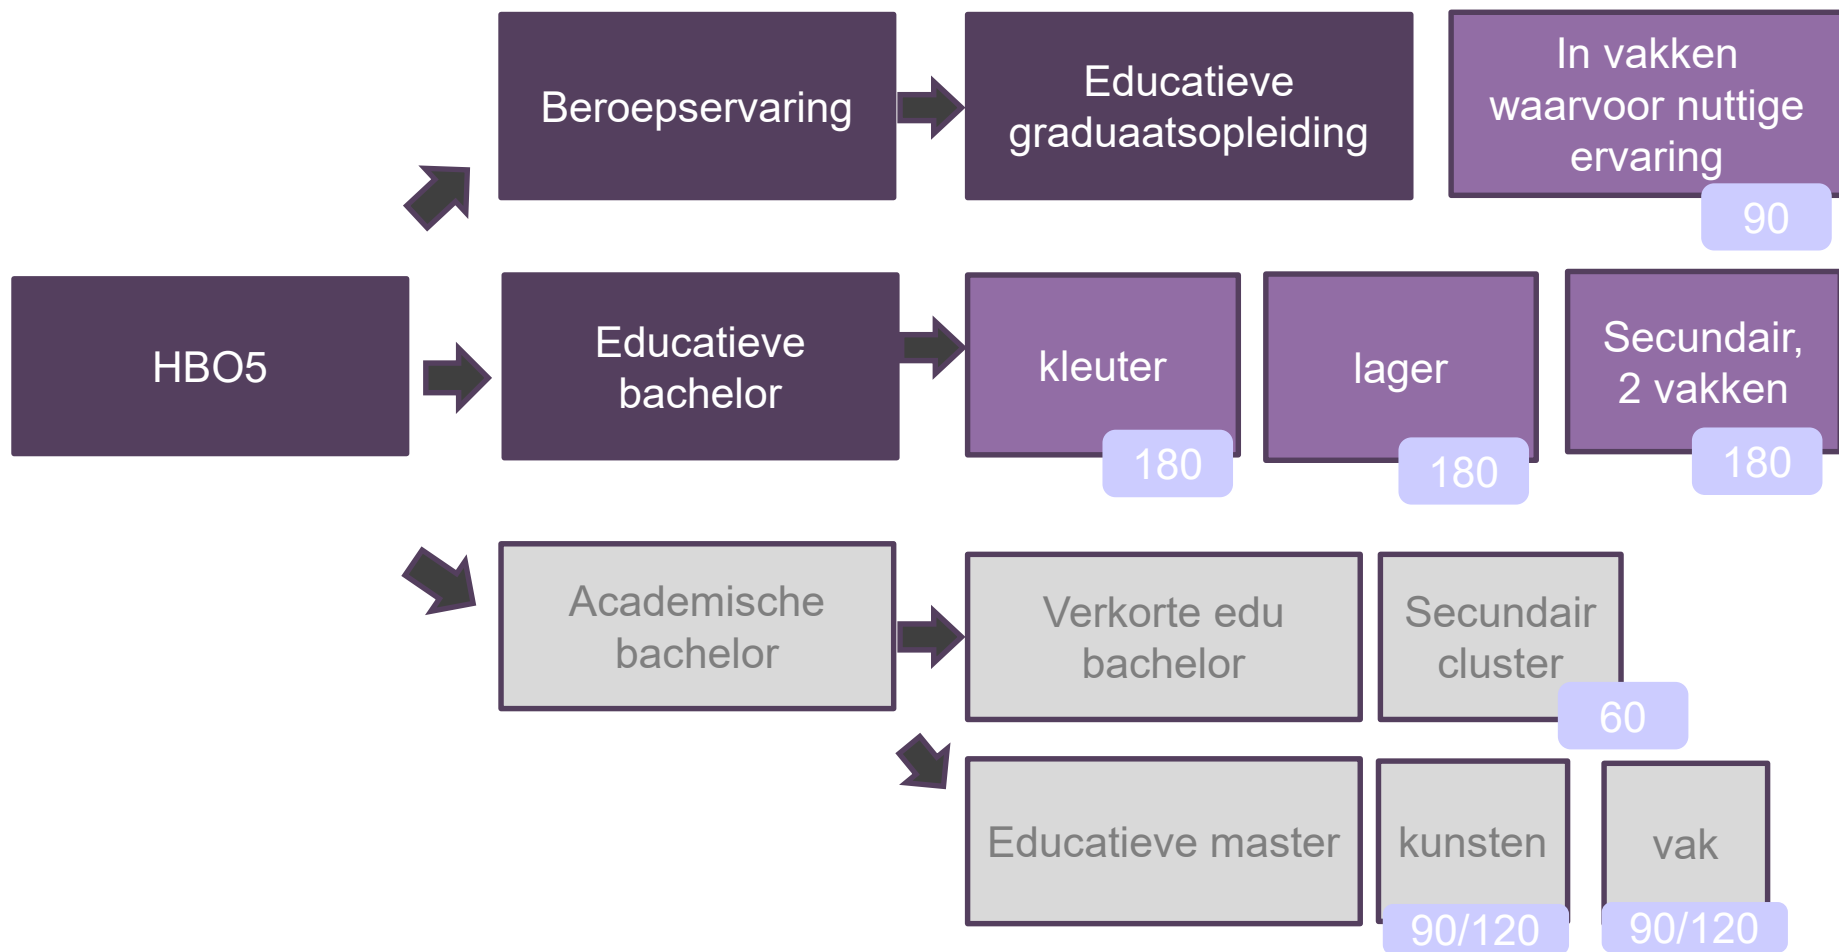 Beroepservaring
Educatieve
graduaatsopleiding
In vakken
waarvoor nuttige
ervaring
90
HBO5
Educatieve
bachelor
kleuter
180
lager
180
Secundair,
2 vakken
180
Academische
bachelor
Verkorte edu
bachelor
Secundair
cluster
60
Educatieve master
kunsten
90/120
vak
90/120